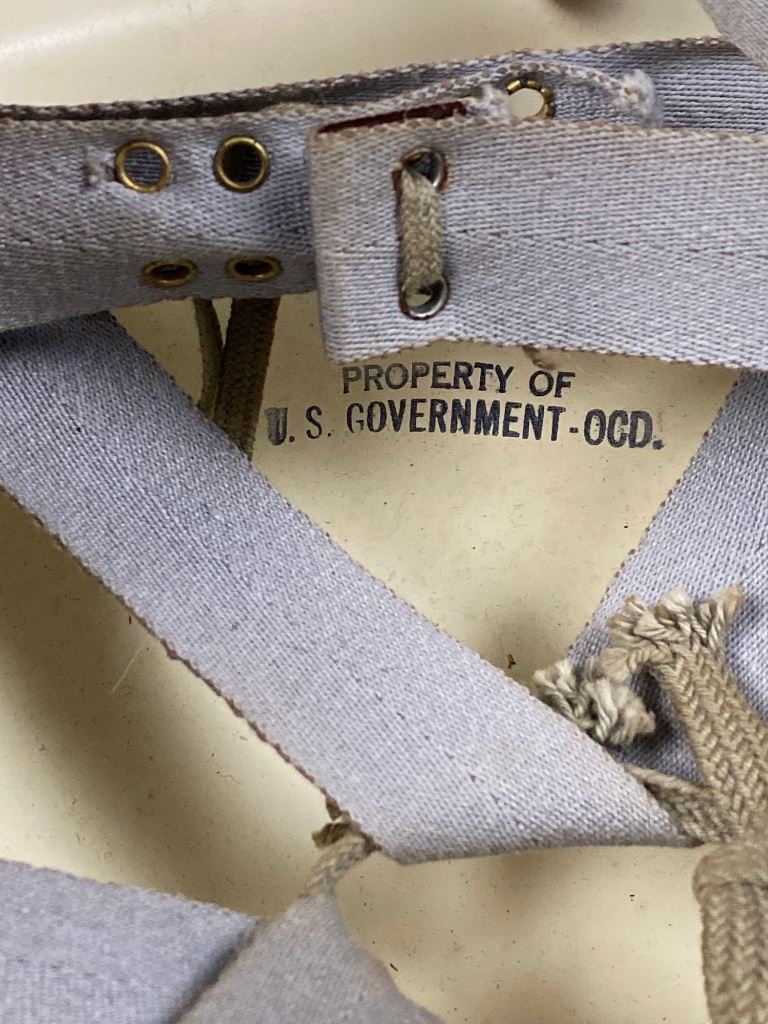 PROPERTY OF
U. S. GOVERNMENT-OCD.